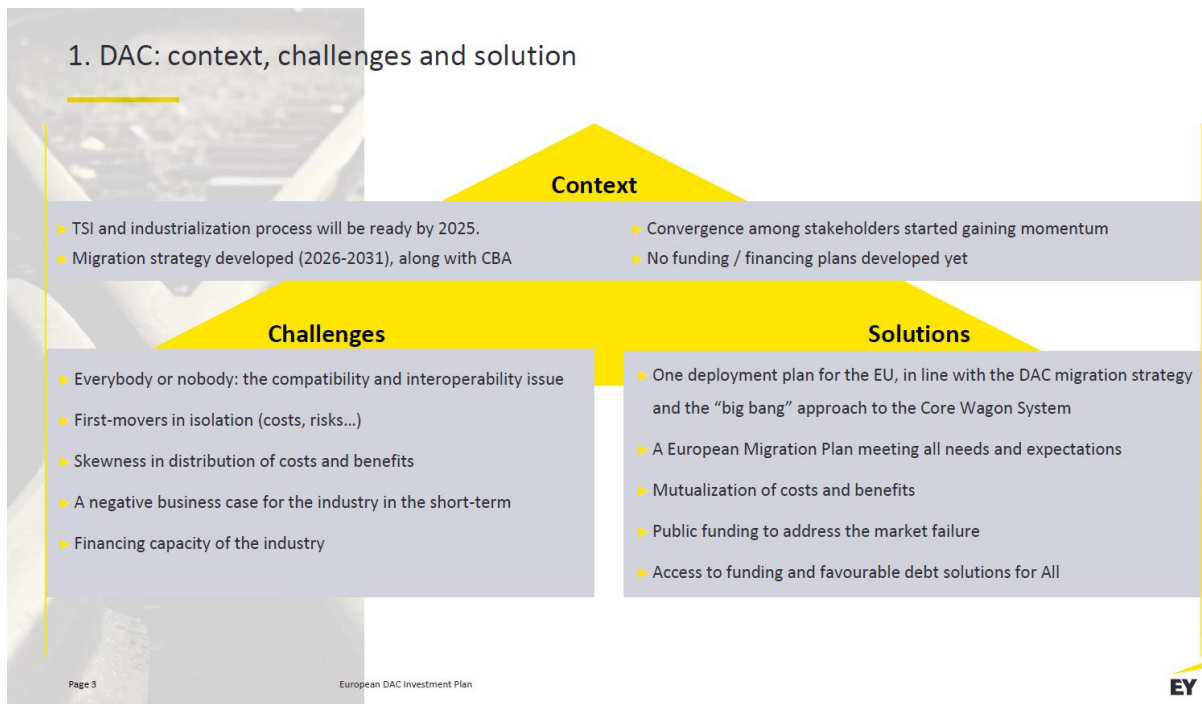 1. DAC: context, challenges and solution
Context
► TSI and industrialization process will be ready by 2025.
► Migration strategy developed (2026-2031), along with CBA
► Convergence among stakeholders started gaining momentum
► No funding / financing plans developed yet
Challenges
► Everybody or nobody: the compatibility and interoperability issue
► First-movers in isolation (costs, risks…)
► Skewness in distribution of costs and benefits
► A negative business case for the industry in the short-term
► Financing capacity of the industry
Solutions
► One deployment plan for the EU, in line with the DAC migration strategy
and the “big bang” approach to the Core Wagon System
► A European Migration Plan meeting all needs and expectations
► Mutualization of costs and benefits
► Public funding to address the market failure
► Access to funding and favourable debt solutions for All
Page 3
European DAC Investment Plan
EY